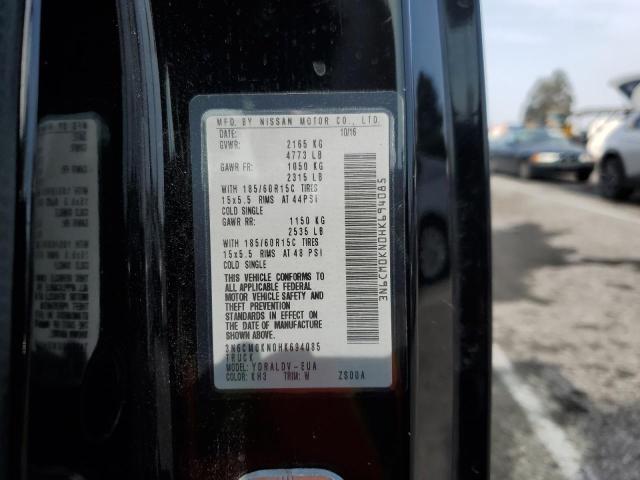 MFD. BY NISSAN MOTOR CO., LTD.
DATE: 10/16
GVWR: 2165 KG
4773 LB
GAWR FR: 1050 KG
2315 LB
WITH 185/60R15C TIRES
15x5.5 RIMS AT 44PSI
COLD SINGLE
GAWR RR: 1150 KG
2535 LB
WITH 185/60R15C TIRES
15x5.5 RIMS AT 48 PSI
COLD SINGLE
THIS VEHICLE CONFORMS TO
ALL APPLICABLE FEDERAL
MOTOR VEHICLE SAFETY AND
THEFT PREVENTION
STANDARDS IN EFFECT ON
THE DATE OF MANUFACTURE
SHOWN ABOVE.
3N6CM0KN0HK694085
TRUCK
MODEL: YDRALDV-EUA
COLOR: KH3 TRIM: W ZS00A
3N6CM0KN0HK694085